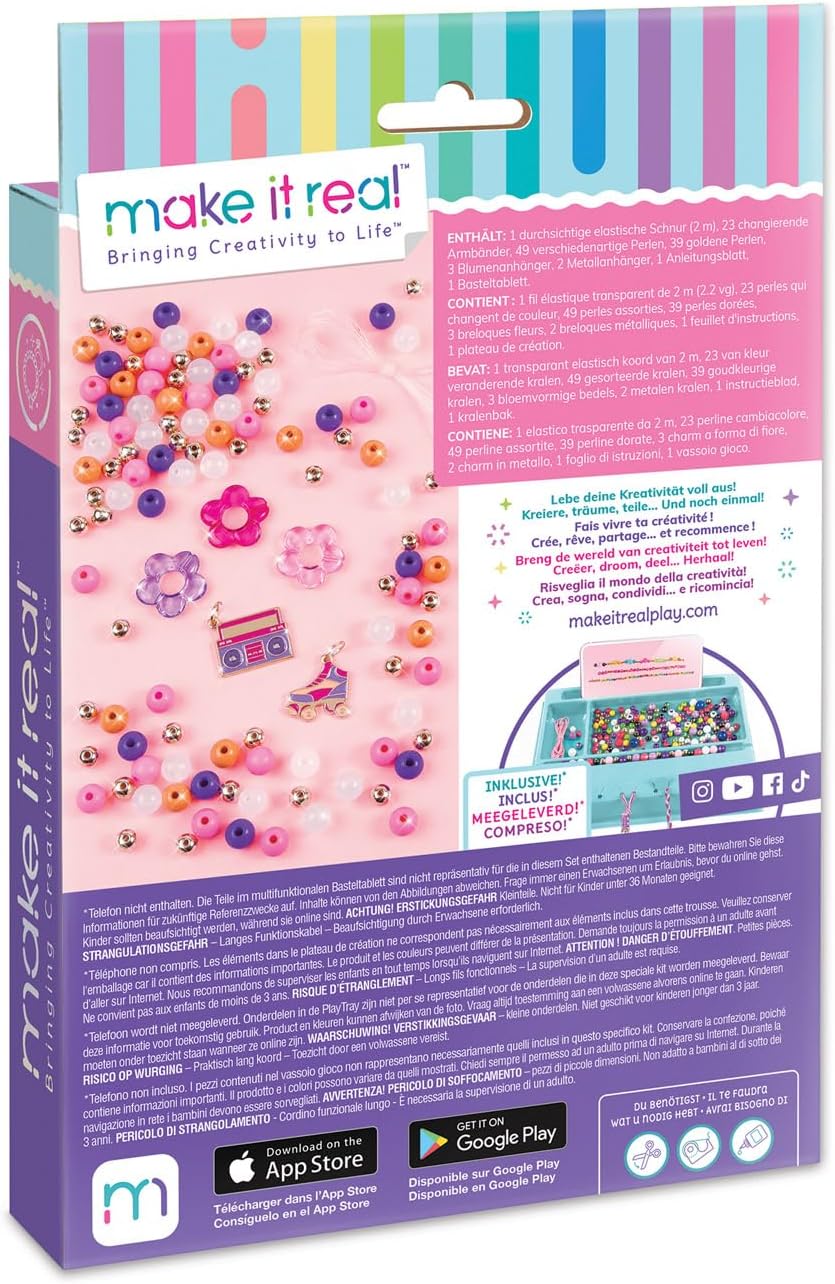 make it real™
Bringing Creativity to Life™
ENTHÄLT: 1 durchsichtige elastische Schnur (2 m), 23 changierende
Armbänder, 49 verschiedenartige Perlen, 39 goldene Perlen,
3 Blumenanhänger, 2 Metallanhänger, 1 Anleitungsblatt,
1 Basteltablett.
CONTIENT : 1 fil élastique transparent de 2 m (2.2 vg). 23 perles qui
changent de couleur, 49 perles assorties, 39 perles dorées,
3 breloques fleurs, 2 breloques métalliques, 1 feuillet d'instructions,
1 plateau de création.
BEVAT: 1 transparant elastisch koord van 2 m, 23 van kleur
veranderende kralen, 49 gesorteerde kralen, 39 goudkleurige
kralen, 3 bloemvormige bedels, 2 metalen kralen, 1 instructieblad,
1 kralenbak.
CONTIENE: 1 elastico trasparente da 2 m, 23 perline cambiacolore,
49 perline assortite, 39 perline dorate, 3 charm a forma di fiore,
2 charm in metallo, 1 foglio di istruzioni, 1 vassoio gioco.
Lebe deine Kreativität voll aus!
Kreiere, träume, teile... Und noch einmal!
Fais vivre ta créativité !
Crée, rêve, partage... et recommence !
Breng de wereld van creativiteit tot leven!
Creëer, droom, deel... Herhaal!
Risveglia il mondo della creatività!
Crea, sogna, condividi... e ricomincia!
makeitrealplay.com
INKLUSIVE!*
INCLUS!*
MEEGELEVERD!*
COMPRESO!*
make it real™
Bringing Creativity to Life™
*Telefon nicht enthalten. Die Teile im multifunktionalen Basteltablett sind nicht repräsentativ für die in diesem Set enthaltenen Bestandteile. Bitte bewahren Sie diese
Informationen für zukünftige Referenzzwecke auf. Inhalte können von den Abbildungen abweichen. Frage immer einen Erwachsenen um Erlaubnis, bevor du online gehst.
Kinder sollten beaufsichtigt werden, während sie online sind. ACHTUNG! ERSTICKUNGSGEFAHR Kleinteile. Nicht für Kinder unter 36 Monaten geeignet.
STRANGULATIONSGEFAHR – Langes Funktionskabel – Beaufsichtigung durch Erwachsene erforderlich.
*Téléphone non compris. Les éléments dans le plateau de création ne correspondent pas nécessairement aux éléments inclus dans cette trousse. Veuillez conserver
l'emballage car il contient des informations importantes. Le produit et les couleurs peuvent différer de la présentation. Demande toujours la permission à un adulte avant
d'aller sur Internet. Nous recommandons de superviser les enfants en tout temps lorsqu'ils naviguent sur Internet. ATTENTION ! DANGER D'ÉTOUFFEMENT. Petites pièces.
Ne convient pas aux enfants de moins de 3 ans. RISQUE D'ÉTRANGLEMENT – Longs fils fonctionnels – La supervision d'un adulte est requise.
*Telefoon wordt niet meegeleverd. Onderdelen in de PlayTray zijn niet per se representatief voor de onderdelen die in deze speciale kit worden meegeleverd. Bewaar
deze informatie voor toekomstig gebruik. Product en kleuren kunnen afwijken van de foto. Vraag altijd toestemming aan een volwassene alvorens online te gaan. Kinderen
moeten onder toezicht staan wanneer ze online zijn. WAARSCHUWING! VERSTIKKINGSGEVAAR – kleine onderdelen. Niet geschikt voor kinderen jonger dan 3 jaar.
RISICO OP WURGING – Praktisch lang koord – Toezicht door een volwassene vereist.
*Telefono non incluso. I pezzi contenuti nel vassoio gioco non rappresentano necessariamente quelli inclusi in questo specifico kit. Conservare la confezione, poiché
contiene informazioni importanti. Il prodotto e i colori possono variare da quelli mostrati. Chiedi sempre il permesso ad un adulto prima di navigare su Internet. Durante la
navigazione in rete i bambini devono essere sorvegliati. AVVERTENZA! PERICOLO DI SOFFOCAMENTO - pezzi di piccole dimensioni. Non adatto a bambini al di sotto dei
3 anni. PERICOLO DI STRANGOLAMENTO - Cordino funzionale lungo - È necessaria la supervisione di un adulto.
m
Download on the
App Store
Télécharger dans l'App Store
Consíguelo en el App Store
GET IT ON
Google Play
Disponible sur Google Play
Disponible en Google Play
DU BENÖTIGST • IL TE FAUDRA
WAT U NODIG HEBT • AVRAI BISOGNO DI